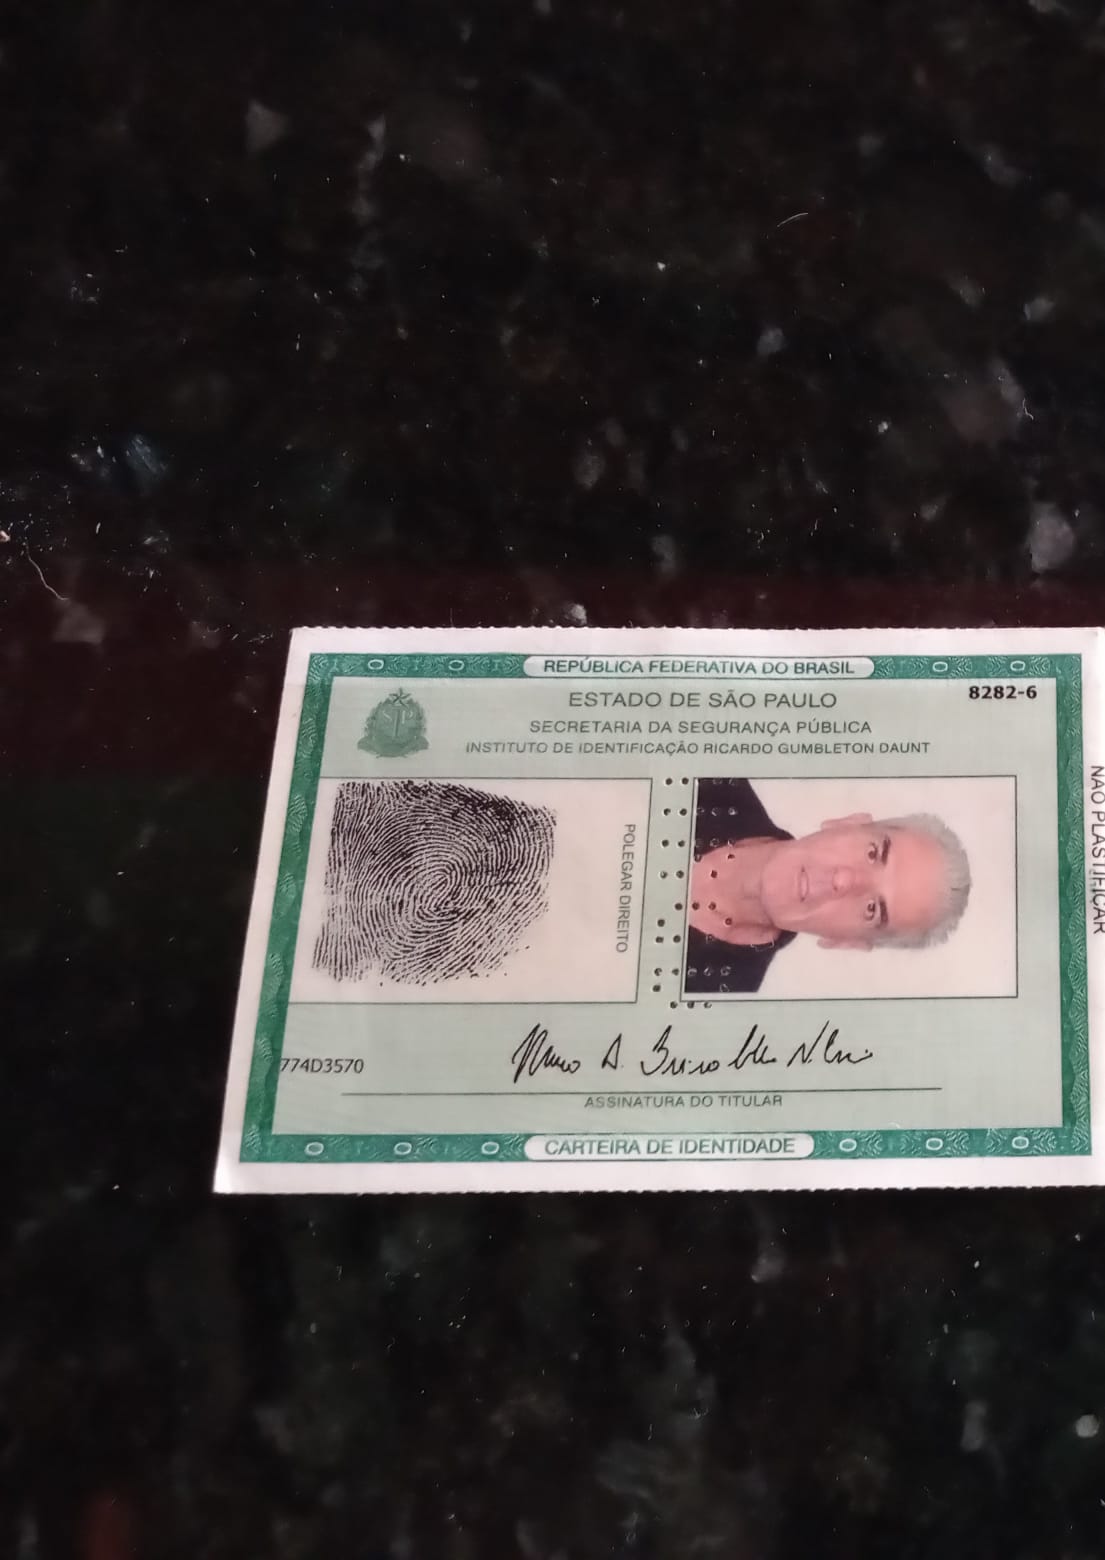 REPÚBLICA FEDERATIVA DO BRASIL
8282-6
ESTADO DE SÃO PAULO
SECRETARIA DA SEGURANÇA PÚBLICA
INSTITUTO DE IDENTIFICAÇÃO RICARDO GUMBLETON DAUNT
POLEGAR DIREITO
774D3570
ASSINATURA DO TITULAR
CARTEIRA DE IDENTIDADE
NÃO PLASTIFICAR